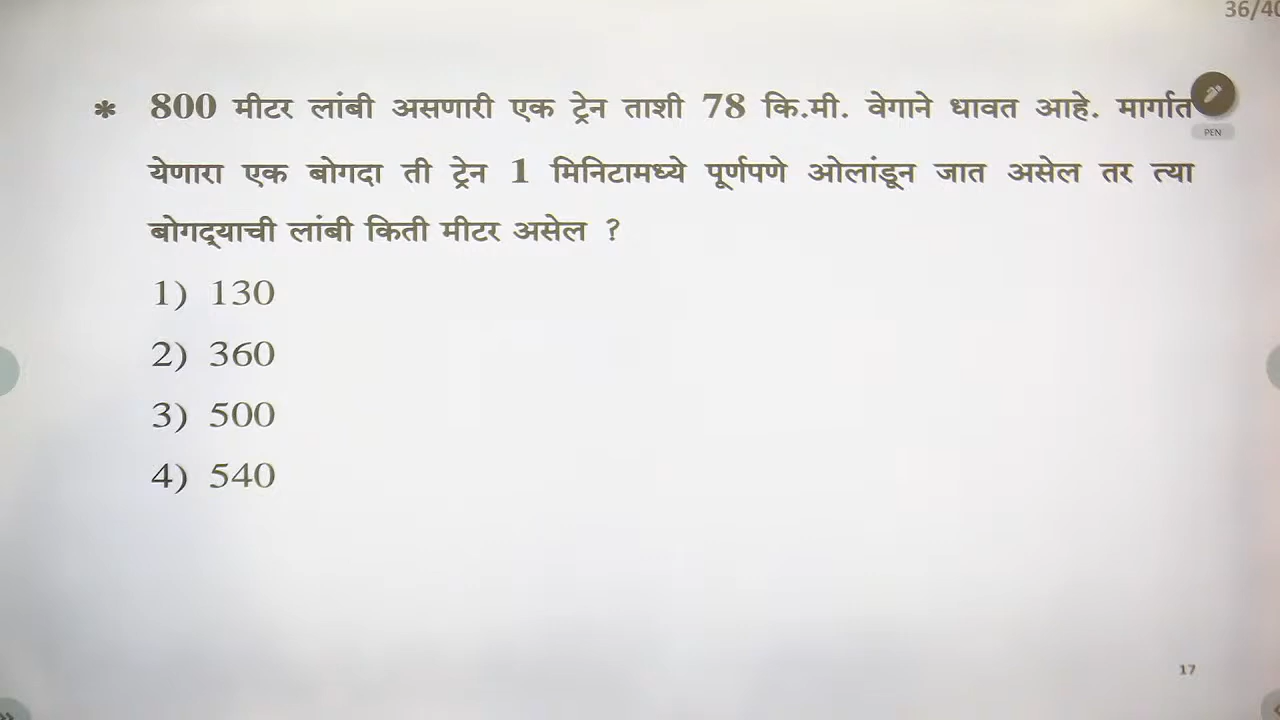 36/40
* 800 मीटर लांबी असणारी एक ट्रेन ताशी 78 कि.मी. वेगाने धावत आहे. मार्गात
PEN
येणारा एक बोगदा ती ट्रेन 1 मिनिटामध्ये पूर्णपणे ओलांडून जात असेल तर त्या
बोगद्याची लांबी किती मीटर असेल ?
1) 130
2) 360
3) 500
4) 540
17